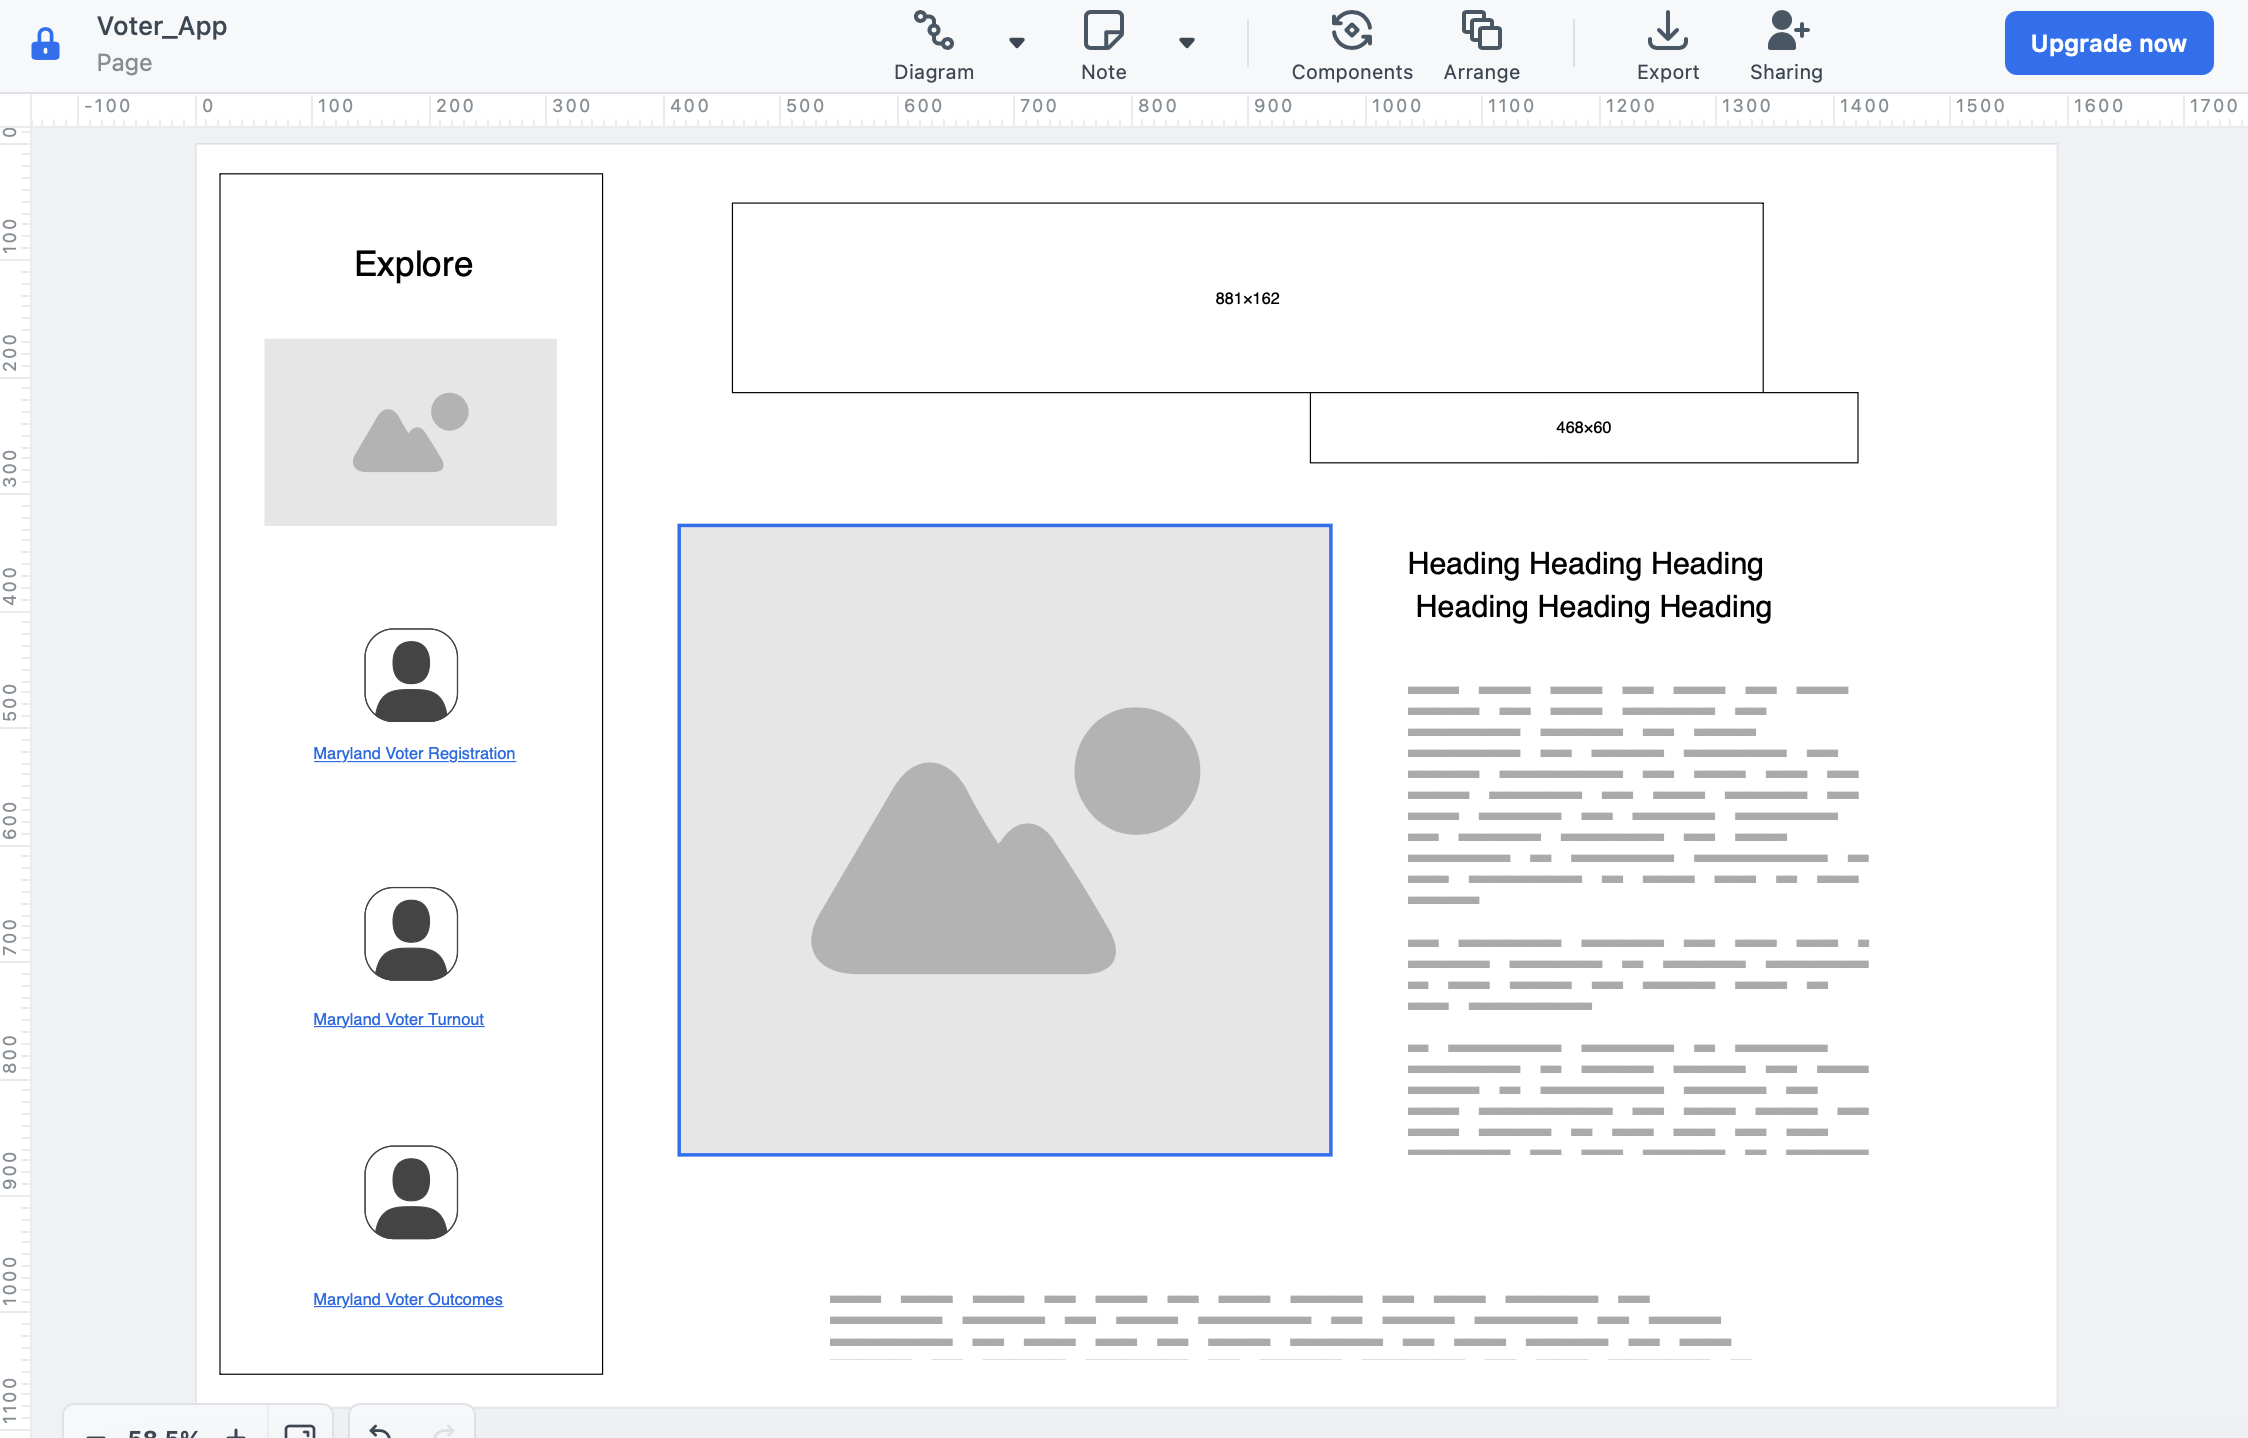 Voter_App
Page
Diagram
Note
Components
Arrange
Export
Sharing
Upgrade now
-100 0 100 200 300 400 500 600 700 800 900 1000 1100 1200 1300 1400 1500 1600 1700
0
100
200
300
400
500
600
700
800
900
1000
1100
Explore
Maryland Voter Registration
Maryland Voter Turnout
Maryland Voter Outcomes
881×162
468×60
Heading Heading Heading
Heading Heading Heading
58.5%